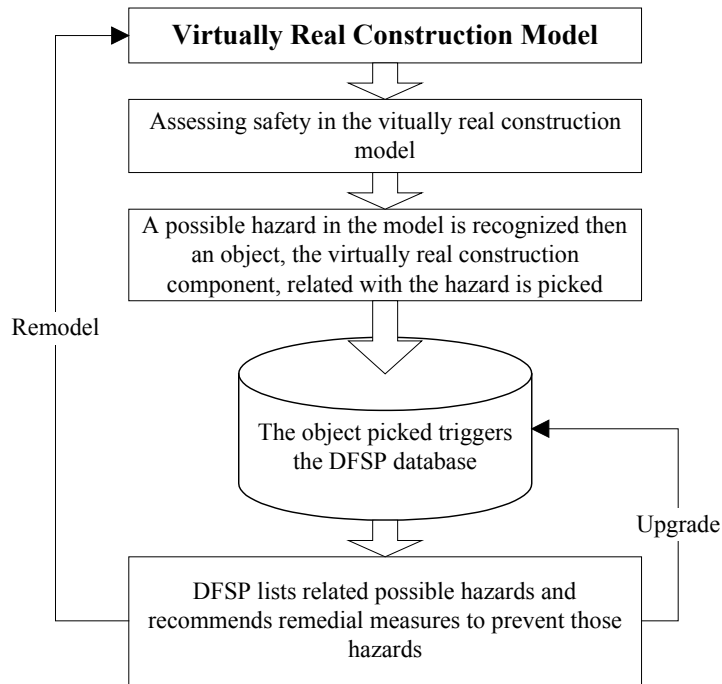 Virtually Real Construction Model
Assessing safety in the vitually real construction
model
A possible hazard in the model is recognized then
an object, the virtually real construction
component, related with the hazard is picked
Remodel
The object picked triggers
the DFSP database
Upgrade
DFSP lists related possible hazards and
recommends remedial measures to prevent those
hazards